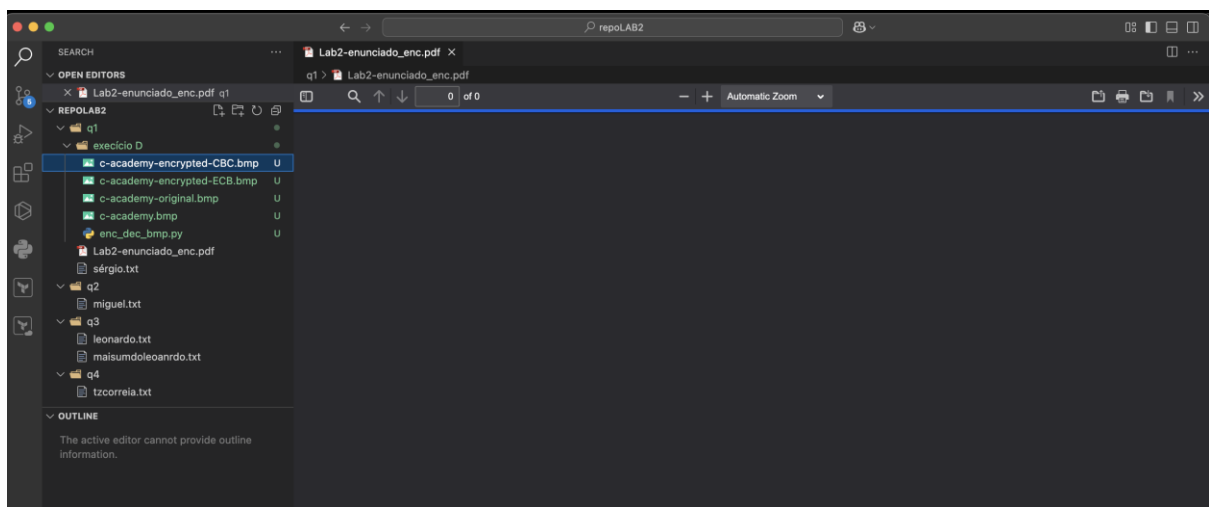 repoLAB2
SEARCH
Lab2-enunciado_enc.pdf
OPEN EDITORS
q1 > Lab2-enunciado_enc.pdf
Lab2-enunciado_enc.pdf q1
0 of 0
Automatic Zoom
REPOLAB2
q1
execício D
c-academy-encrypted-CBC.bmp U
c-academy-encrypted-ECB.bmp U
c-academy-original.bmp U
c-academy.bmp U
enc_dec_bmp.py U
Lab2-enunciado_enc.pdf
sérgio.txt
q2
miguel.txt
q3
leonardo.txt
maisumdoleoanrdo.txt
q4
tzcorreia.txt
OUTLINE
The active editor cannot provide outline
information.
5